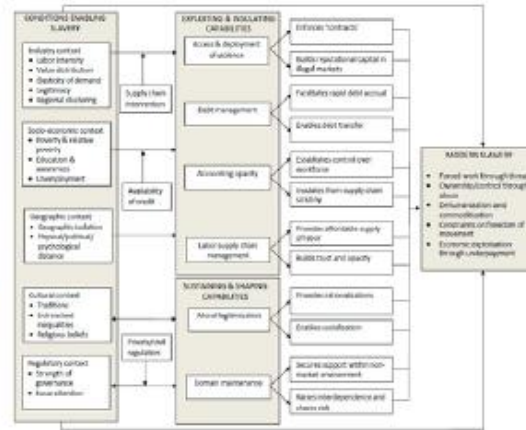 CONDITIONS ENABLING
SLAVERY
Industry context
Labor intensity
Value distribution
Elasticity of demand
Legitimacy
Regional clustering
Socio-economic context
Poverty & relative
poverty
Education &
awareness
Unemployment
Geographic context
Geographic isolation
Physical/political/
psychological
distance
Cultural context
Traditions
Entrenched
inequalities
Religious beliefs
Regulatory context
Strength of
governance
Supply chain
intervention
Availability
of credit
regulation
EXPLOITING & INSULATING
CAPABILITIES
Access & deployment
of violence
Debt management
Accounting opacity
Labor supply chain
management
SUSTAINING & SHAPING
CAPABILITIES
Moral legitimization
Domain maintenance
Enforces contracts
Builds reputational capital in
illegal markets
Facilitates rapid debt accrual
Enables debt transfer
Establishes control over
workforce
Insulates from supply chain
scrutiny
Provides affordable supply
Builds trust and opacity
Provides rationalizations
Enables socialization
Secures support within non-
market environment
Raises interdependence and
shares risk
MODERN SLAVERY
Forced work through threat
Ownership/control through
abuse
Dehumanization and
commodification
Constraints on freedom of
movement
Economic exploitation
through underpayment